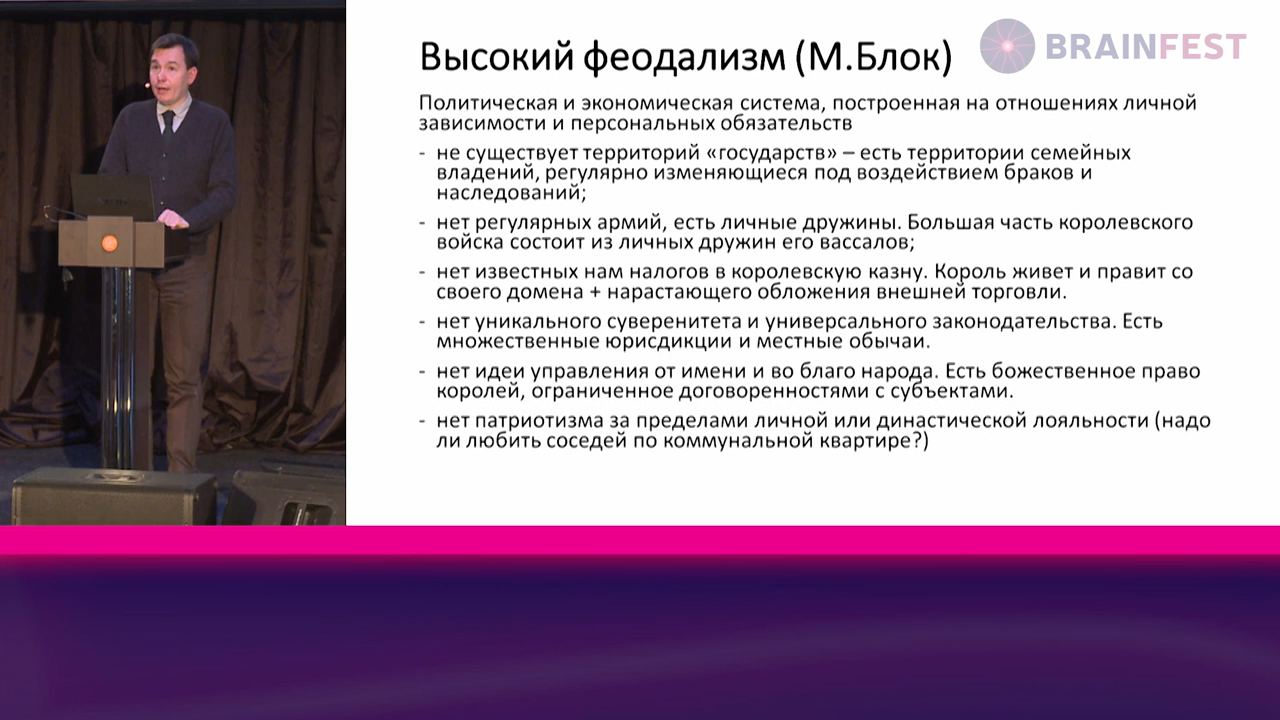 Высокий феодализм (М.Блок)
BRAINFEST
Политическая и экономическая система, построенная на отношениях личной
зависимости и персональных обязательств
- не существует территорий «государств» – есть территории семейных
владений, регулярно изменяющиеся под воздействием браков и
наследований;
- нет регулярных армий, есть личные дружины. Большая часть королевского
войска состоит из личных дружин его вассалов;
- нет известных нам налогов в королевскую казну. Король живет и правит со
своего домена + нарастающего обложения внешней торговли.
- нет уникального суверенитета и универсального законодательства. Есть
множественные юрисдикции и местные обычаи.
- нет идеи управления от имени и во благо народа. Есть божественное право
королей, ограниченное договоренностями с субъектами.
- нет патриотизма за пределами личной или династической лояльности (надо
ли любить соседей по коммунальной квартире?)